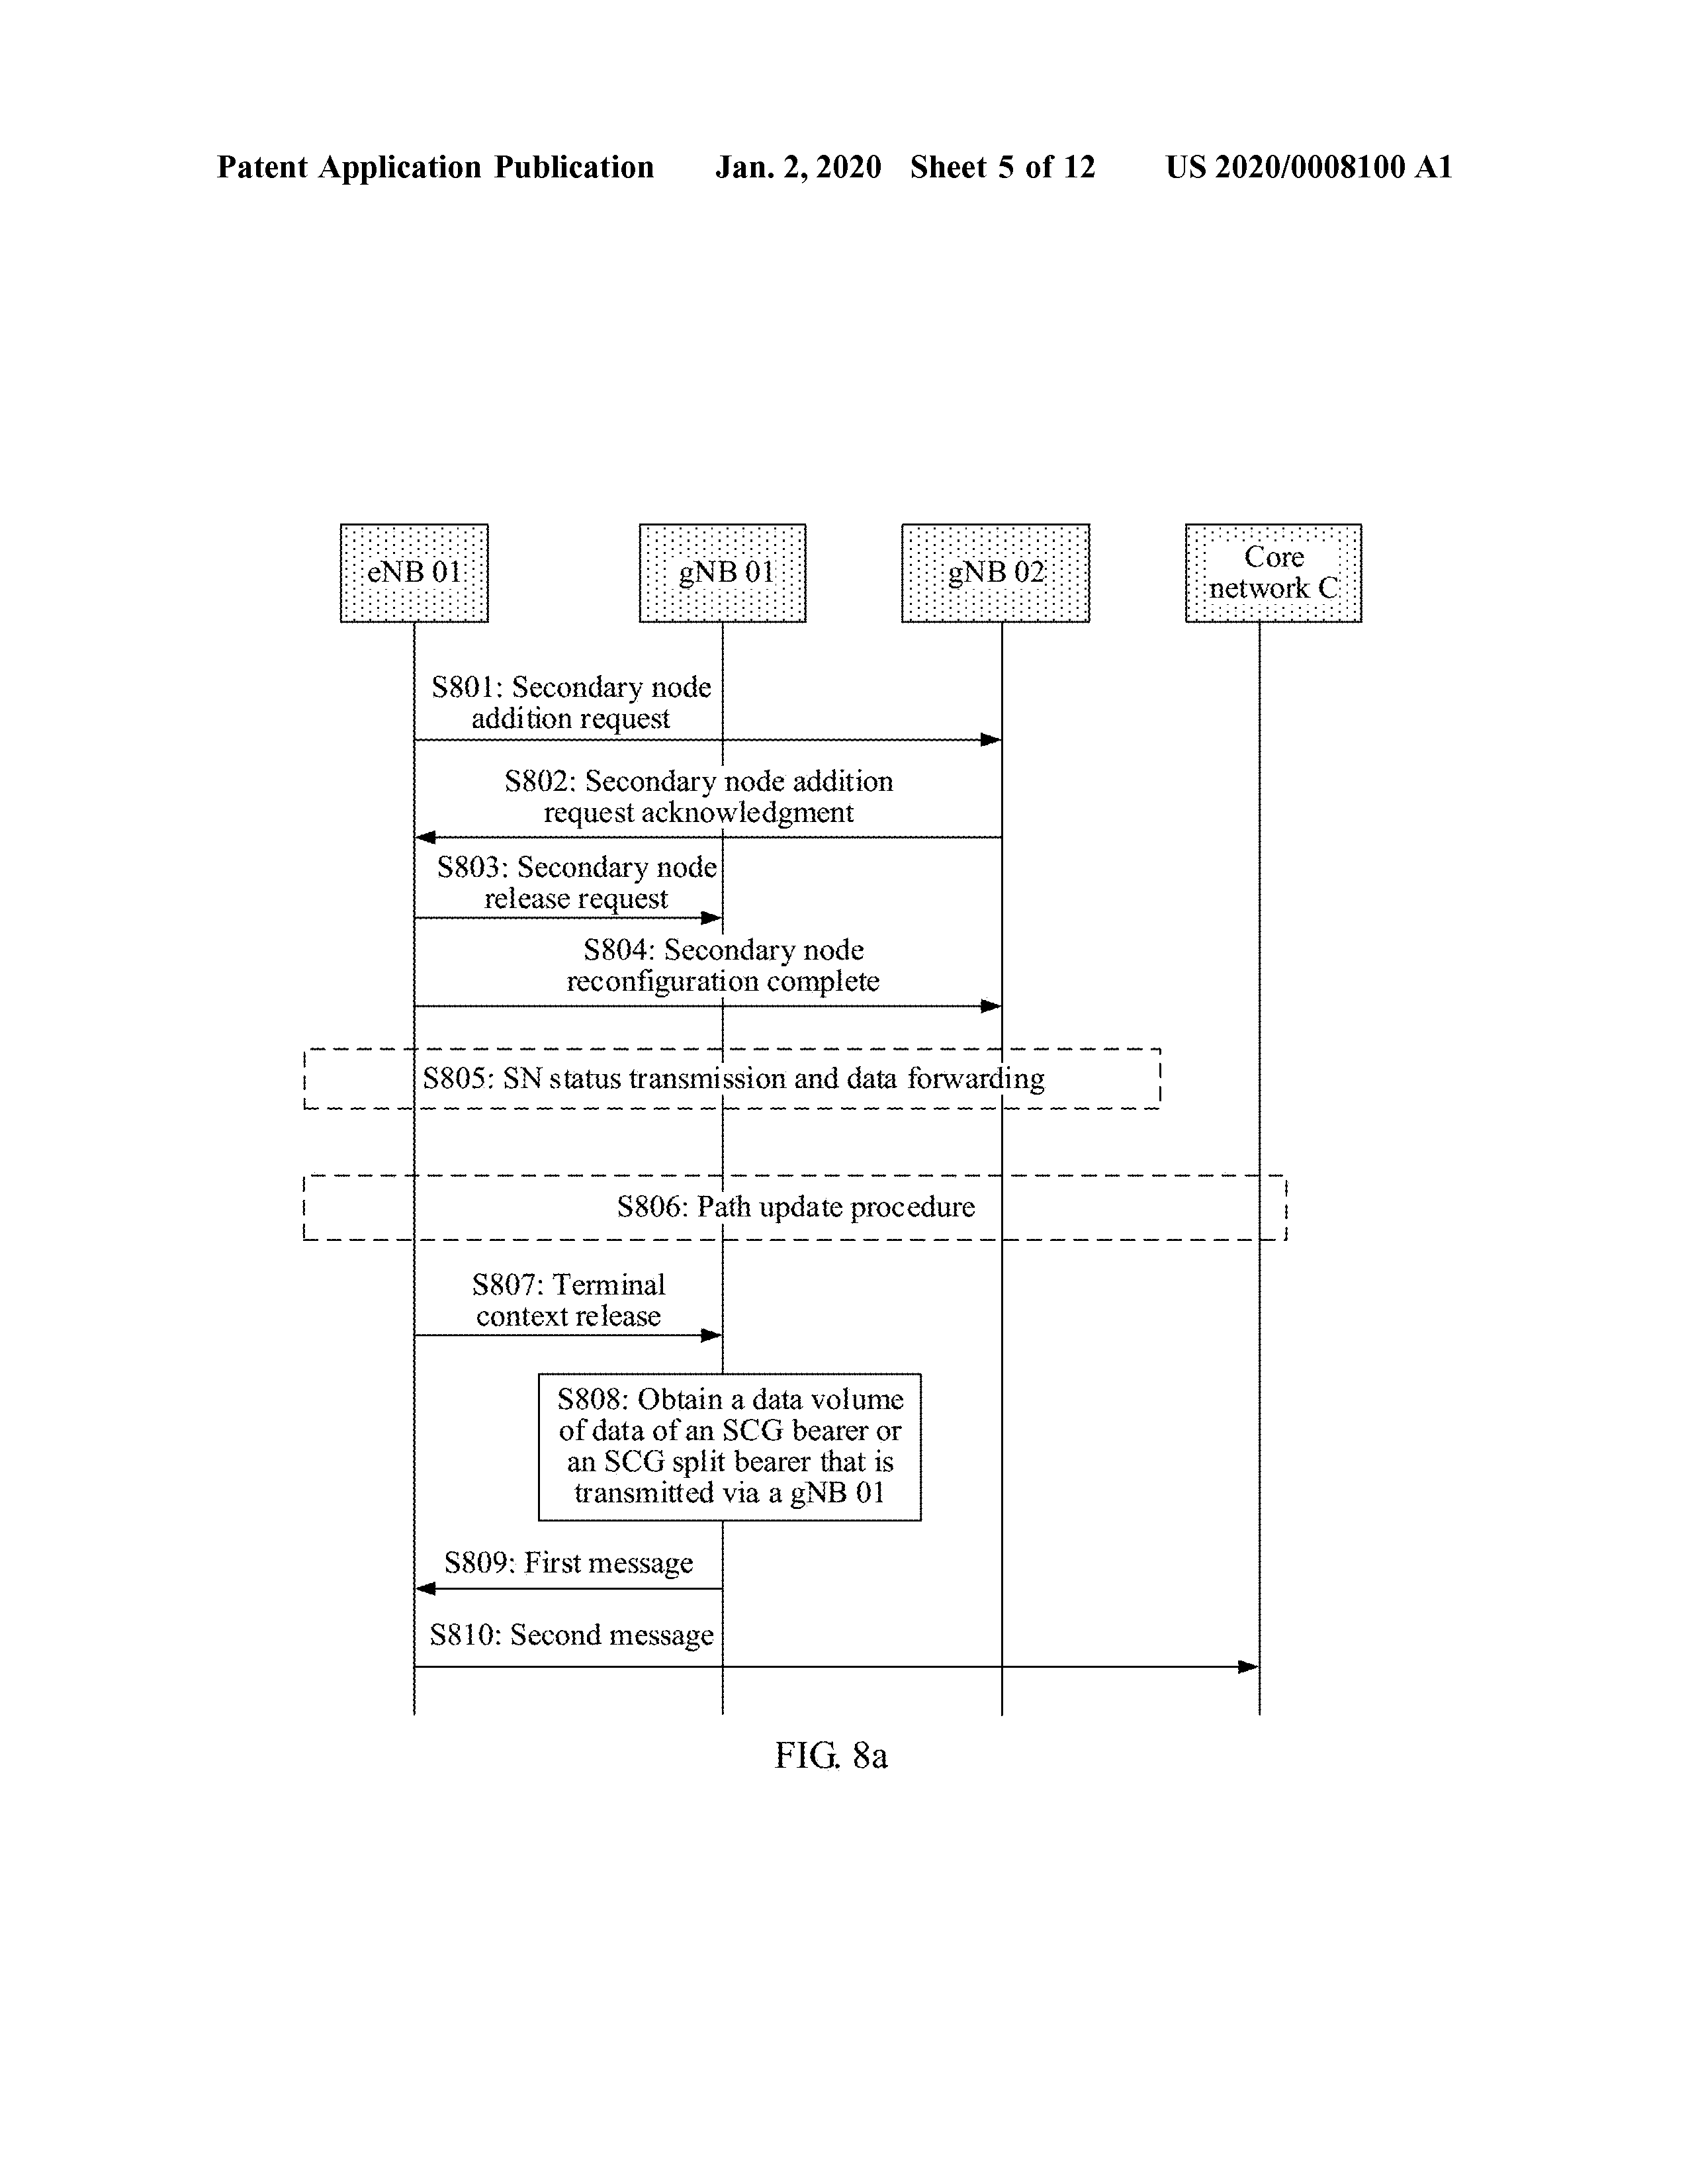 Patent Application Publication Jan. 2, 2020 Sheet 5 of 12 US 2020/0008100 A1
eNB 01
gNB 01
gNB 02
Core
network C
S801: Secondary node
addition request
S802: Secondary node addition
request acknowledgment
S803: Secondary node
release request
S804: Secondary node
reconfiguration complete
S805: SN status transmission and data forwarding
S806: Path update procedure
S807: Terminal
context release
S808: Obtain a data volume
of data of an SCG bearer or
an SCG split bearer that is
transmitted via a gNB 01
S809: First message
S810: Second message
FIG. 8a